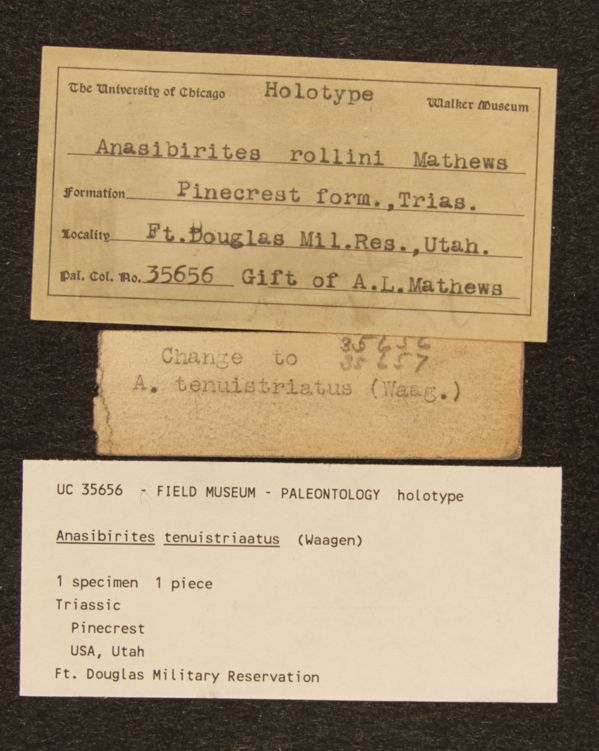 The University of Chicago Holotype Walker Museum
Anasibirites rollini Mathews
Formation Pinecrest form.,Trias.
Locality Ft.Douglas Mil.Res.,Utah.
Pal. Col. No. 35656 Gift of A.L.Mathews
35656
Change to 35657
A. tenuistriatus (Waag.)
UC 35656 - FIELD MUSEUM - PALEONTOLOGY holotype
Anasibirites tenuistriaatus (Waagen)
1 specimen 1 piece
Triassic
Pinecrest
USA, Utah
Ft. Douglas Military Reservation